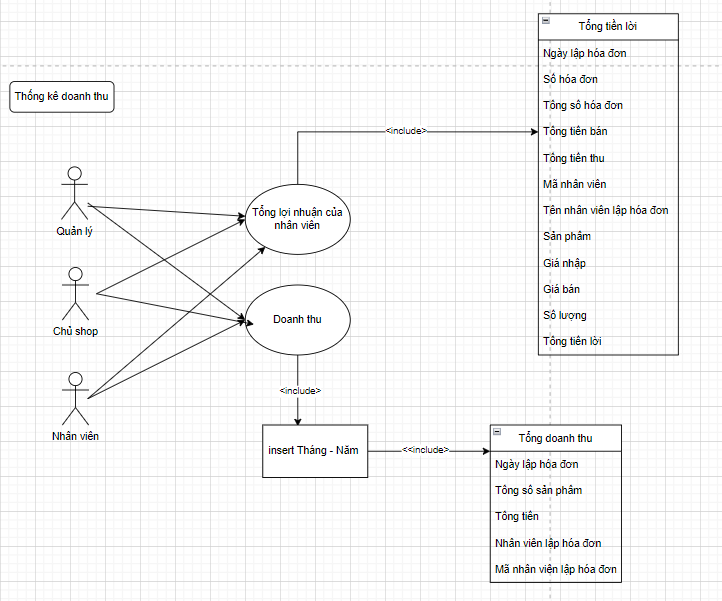 Thống kê doanh thu
Quản lý
Chủ shop
Nhân viên
Tổng lợi nhuận của
nhân viên
Doanh thu
<include>
<include>
insert Tháng - Năm
<<include>
Tổng tiền lời
Ngày lập hóa đơn
Số hóa đơn
Tổng số hóa đơn
Tổng tiền bán
Tổng tiền thu
Mã nhân viên
Tên nhân viên lập hóa đơn
Sản phẩm
Giá nhập
Giá bán
Số lượng
Tổng tiền lời
Tổng doanh thu
Ngày lập hóa đơn
Tổng số sản phẩm
Tổng tiền
Nhân viên lập hóa đơn
Mã nhân viên lập hóa đơn